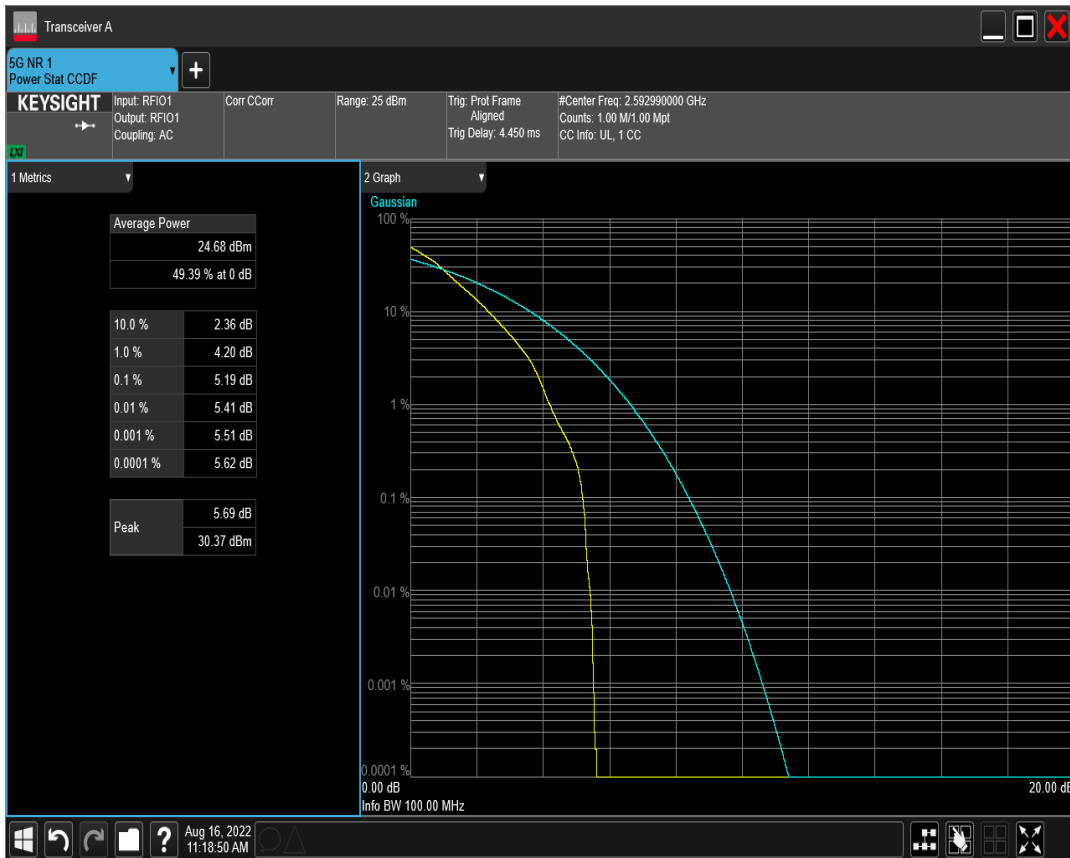 Transceiver A
5G NR 1
Power Stat CCDF
+
KEYSIGHT
LXI
Input: RFIO1
Output: RFIO1
Coupling: AC
Corr CCorr
Range: 25 dBm
Trig: Prot Frame
Aligned
Trig Delay: 4.450 ms
#Center Freq: 2.592990000 GHz
Counts: 1.00 M/1.00 Mpt
CC Info: UL, 1 CC
1 Metrics
Average Power
24.68 dBm
49.39 % at 0 dB
10.0 % 2.36 dB
1.0 % 4.20 dB
0.1 % 5.19 dB
0.01 % 5.41 dB
0.001 % 5.51 dB
0.0001 % 5.62 dB
Peak 5.69 dB
30.37 dBm
2 Graph
Gaussian
100 %
10 %
1 %
0.1 %
0.01 %
0.001 %
0.0001 %
0.00 dB 20.00 dB
Info BW 100.00 MHz
?
Aug 16, 2022
11:18:50 AM